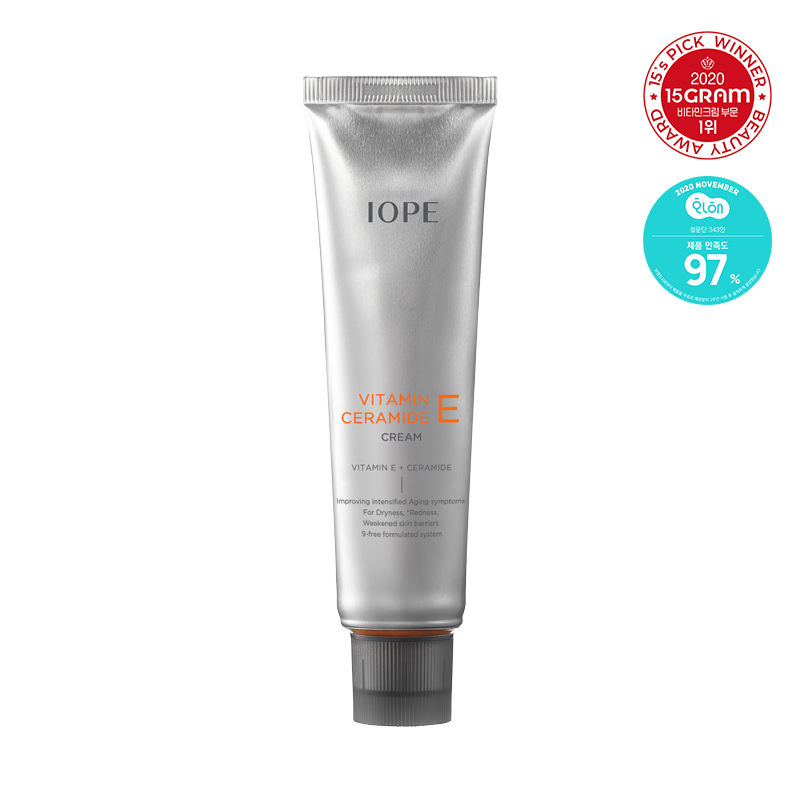 IOPE
VITAMIN E
CERAMIDE
CREAM
VITAMIN E + CERAMIDE
Improving intensified Aging symptoms
For Dryness, *Redness,
Weakened skin barriers
9-free formulated system
15's PICK WINNER
2020
15GRAM
비타민크림 부문
1위
BEAUTY AWARD
2020 NOVEMBER
설문단 343인
제품 만족도
97 %